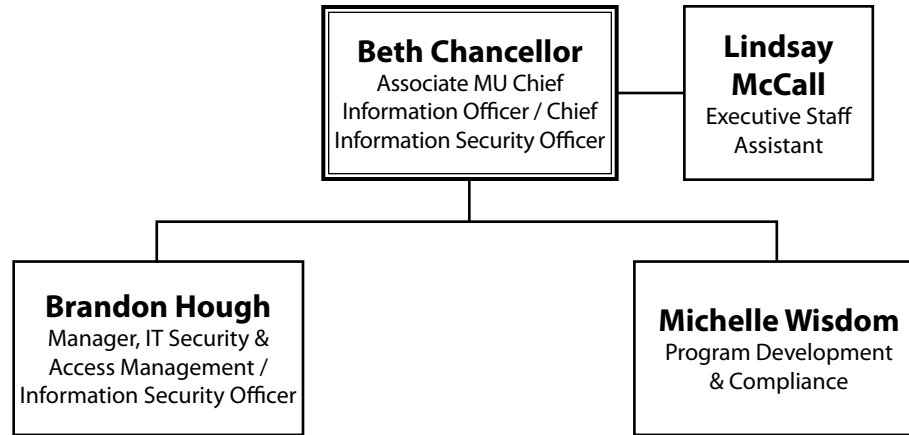 Beth Chancellor
Associate MU Chief
Information Officer / Chief
Information Security Officer
Lindsay
McCall
Executive Staff
Assistant
Brandon Hough
Manager, IT Security &
Access Management /
Information Security Officer
Michelle Wisdom
Program Development
& Compliance